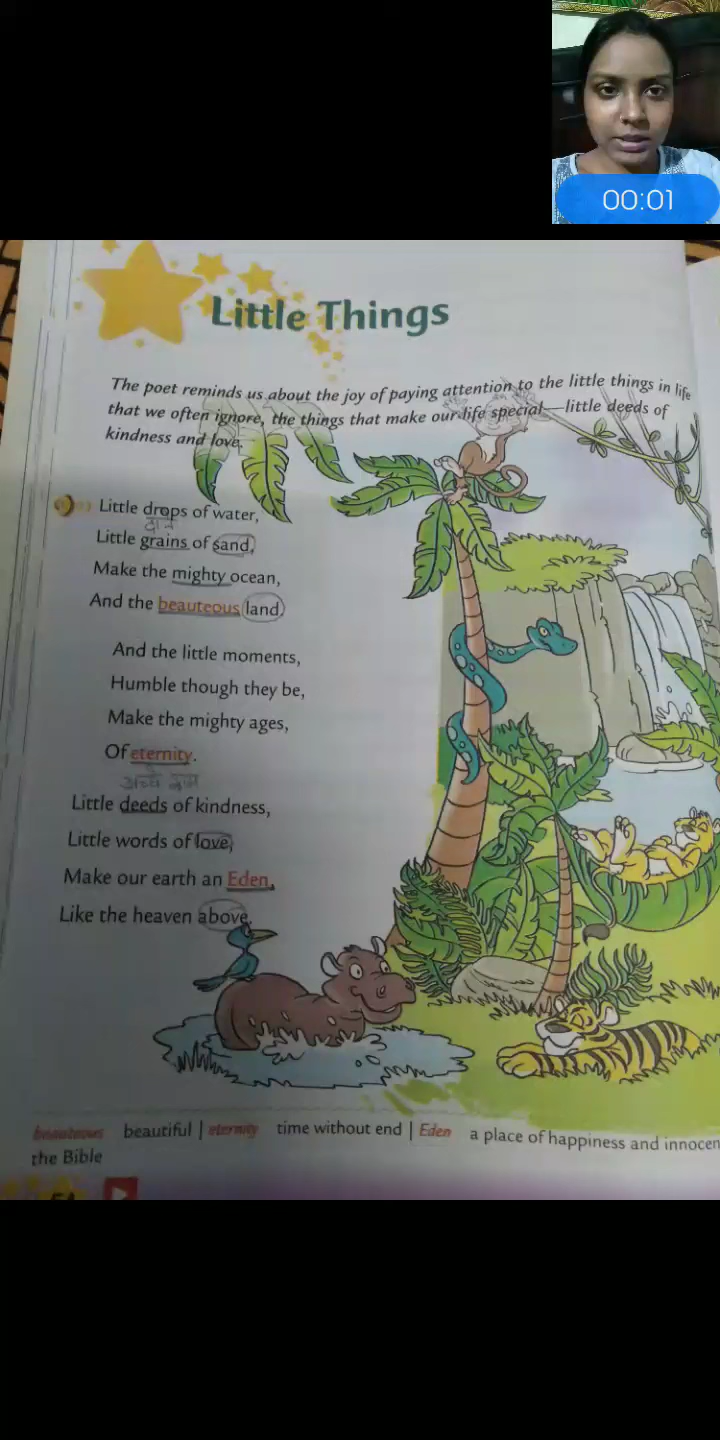 00:01
Little Things
The poet reminds us about the joy of paying attention to the little things in life
that we often ignore, the things that make our life special—little deeds of
kindness and love.
Little drops of water,
दाने
Little grains of sand,
Make the mighty ocean,
And the beauteous land.
And the little moments,
Humble though they be,
Make the mighty ages,
Of eternity.
अच्छे काम
Little deeds of kindness,
Little words of love,
Make our earth an Eden,
Like the heaven above.
beauteous beautiful | eternity time without end | Eden a place of happiness and innocen
the Bible